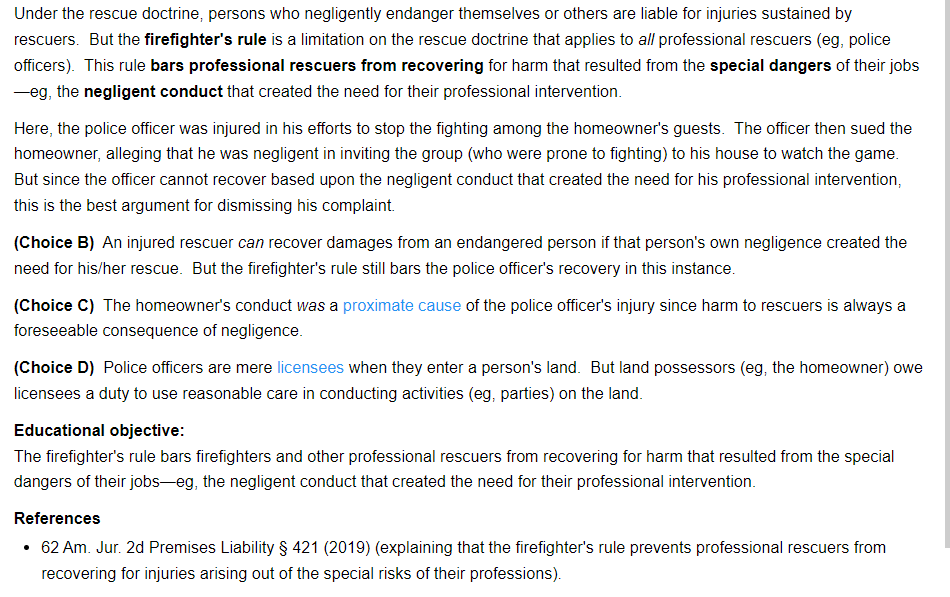 Under the rescue doctrine, persons who negligently endanger themselves or others are liable for injuries sustained by
rescuers. But the firefighter's rule is a limitation on the rescue doctrine that applies to all professional rescuers (eg, police
officers). This rule bars professional rescuers from recovering for harm that resulted from the special dangers of their jobs
—eg, the negligent conduct that created the need for their professional intervention.
Here, the police officer was injured in his efforts to stop the fighting among the homeowner's guests. The officer then sued the
homeowner, alleging that he was negligent in inviting the group (who were prone to fighting) to his house to watch the game.
But since the officer cannot recover based upon the negligent conduct that created the need for his professional intervention,
this is the best argument for dismissing his complaint.
(Choice B) An injured rescuer can recover damages from an endangered person if that person's own negligence created the
need for his/her rescue. But the firefighter's rule still bars the police officer's recovery in this instance.
(Choice C) The homeowner's conduct was a proximate cause of the police officer's injury since harm to rescuers is always a
foreseeable consequence of negligence.
(Choice D) Police officers are mere licensees when they enter a person's land. But land possessors (eg, the homeowner) owe
licensees a duty to use reasonable care in conducting activities (eg, parties) on the land.
Educational objective:
The firefighter's rule bars firefighters and other professional rescuers from recovering for harm that resulted from the special
dangers of their jobs—eg, the negligent conduct that created the need for their professional intervention.
References
• 62 Am. Jur. 2d Premises Liability § 421 (2019) (explaining that the firefighter's rule prevents professional rescuers from
recovering for injuries arising out of the special risks of their professions).